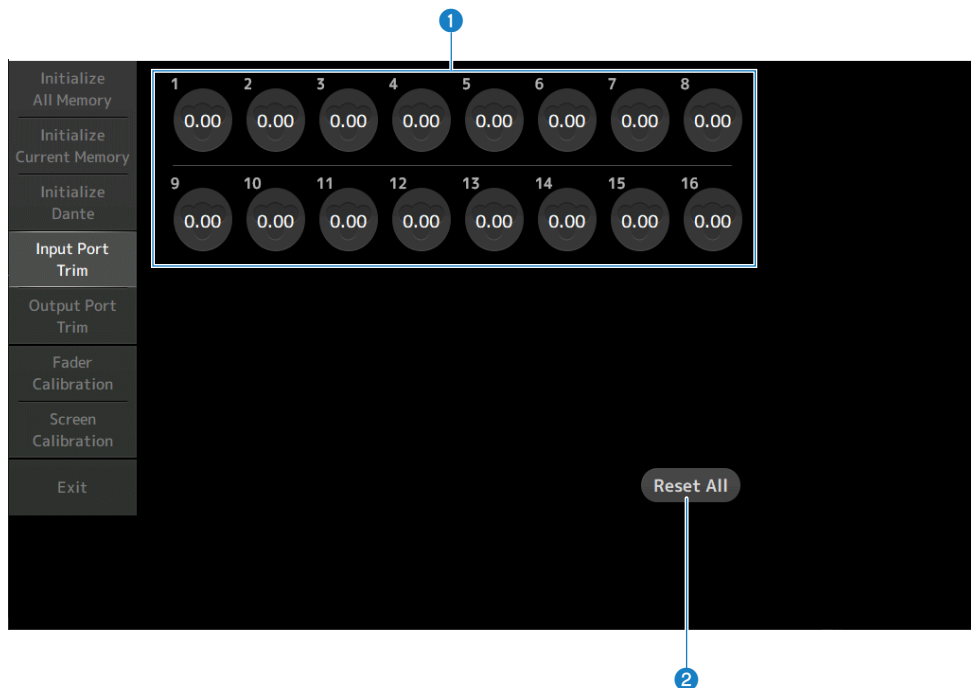 1
Initialize
All Memory
Initialize
Current Memory
Initialize
Dante
Input Port
Trim
Output Port
Trim
Fader
Calibration
Screen
Calibration
Exit
1 2 3 4 5 6 7 8
0.00 0.00 0.00 0.00 0.00 0.00 0.00 0.00
9 10 11 12 13 14 15 16
0.00 0.00 0.00 0.00 0.00 0.00 0.00 0.00
Reset All
2